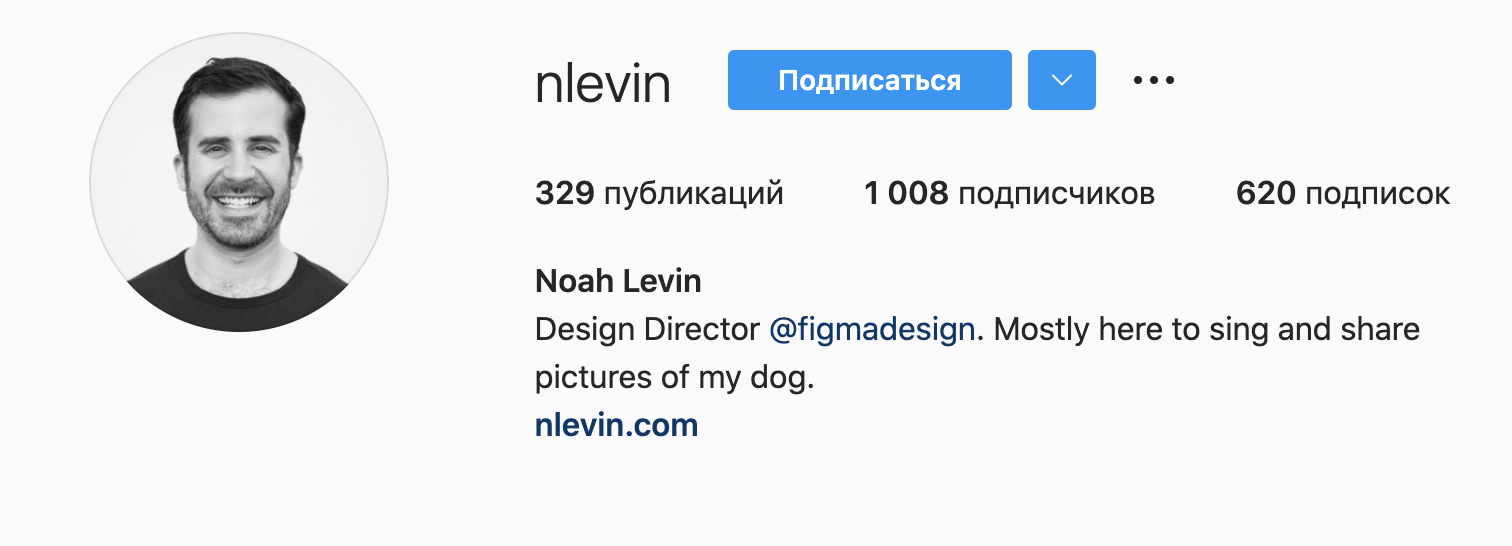 nlevin Подписаться
329 публикаций 1 008 подписчиков 620 подписок
Noah Levin
Design Director @figmadesign. Mostly here to sing and share
pictures of my dog.
nlevin.com